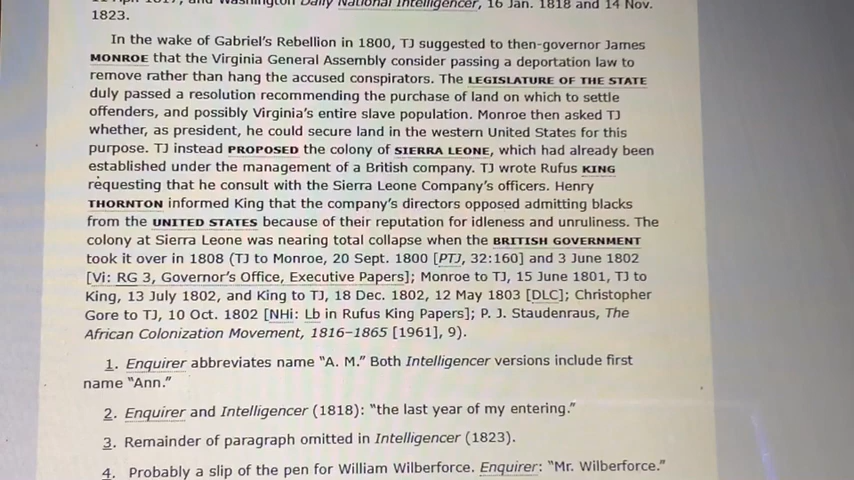 and Washington Daily National Intelligencer, 16 Jan. 1818 and 14 Nov.
1823.
In the wake of Gabriel's Rebellion in 1800, TJ suggested to then-governor James
MONROE that the Virginia General Assembly consider passing a deportation law to
remove rather than hang the accused conspirators. The LEGISLATURE OF THE STATE
duly passed a resolution recommending the purchase of land on which to settle
offenders, and possibly Virginia's entire slave population. Monroe then asked TJ
whether, as president, he could secure land in the western United States for this
purpose. TJ instead PROPOSED the colony of SIERRA LEONE, which had already been
established under the management of a British company. TJ wrote Rufus KING
requesting that he consult with the Sierra Leone Company's officers. Henry
THORNTON informed King that the company's directors opposed admitting blacks
from the UNITED STATES because of their reputation for idleness and unruliness. The
colony at Sierra Leone was nearing total collapse when the BRITISH GOVERNMENT
took it over in 1808 (TJ to Monroe, 20 Sept. 1800 [PTJ, 32:160] and 3 June 1802
[Vi: RG 3, Governor's Office, Executive Papers]; Monroe to TJ, 15 June 1801, TJ to
King, 13 July 1802, and King to TJ, 18 Dec. 1802, 12 May 1803 [DLC]; Christopher
Gore to TJ, 10 Oct. 1802 [NHi: Lb in Rufus King Papers]; P. J. Staudenraus, The
African Colonization Movement, 1816–1865 [1961], 9).
1. Enquirer abbreviates name "A. M." Both Intelligencer versions include first
name "Ann."
2. Enquirer and Intelligencer (1818): "the last year of my entering."
3. Remainder of paragraph omitted in Intelligencer (1823).
4. Probably a slip of the pen for William Wilberforce. Enquirer: "Mr. Wilberforce."